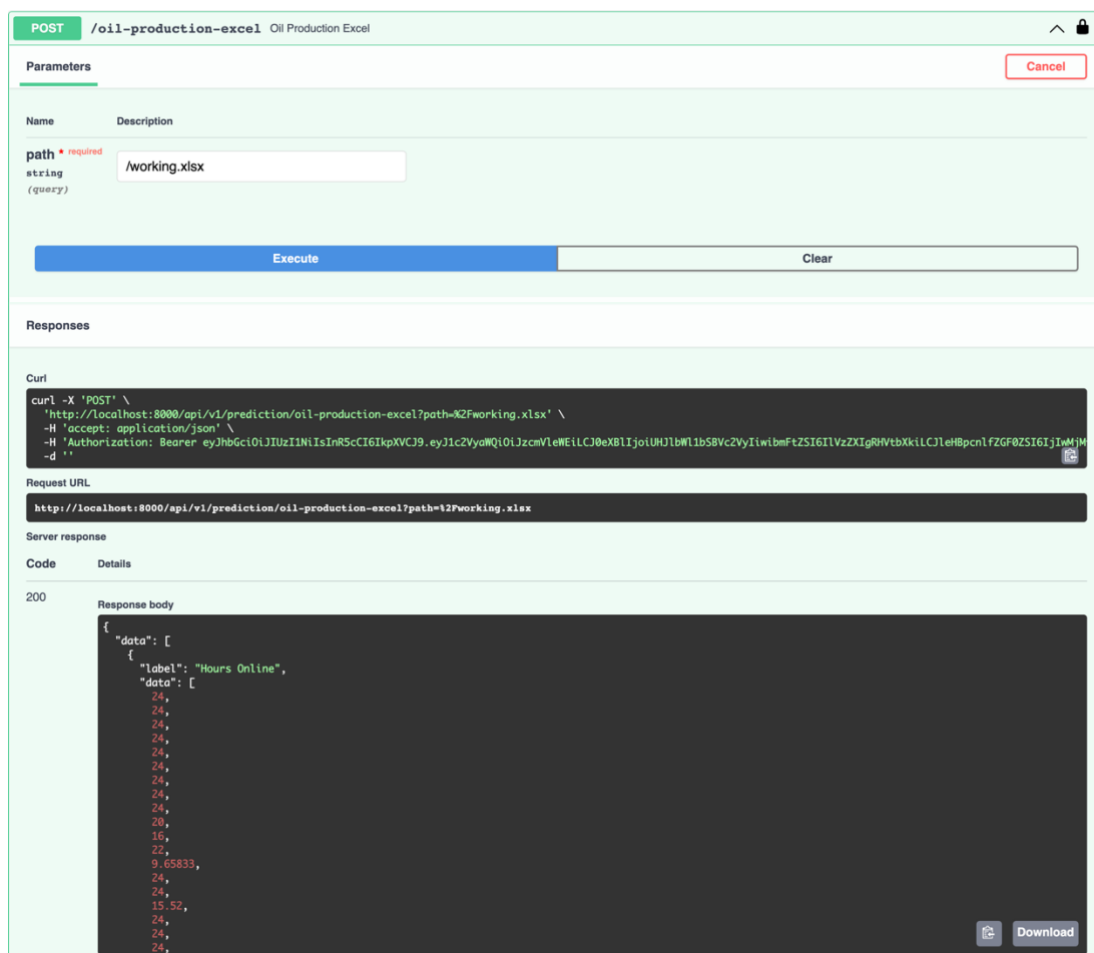 POST /oil-production-excel Oil Production Excel
Parameters
Cancel
Name Description
path * required
string
(query)
/working.xlsx
Execute Clear
Responses
Curl
curl -X 'POST' \
'http://localhost:8000/api/v1/prediction/oil-production-excel?path=%2Fworking.xlsx' \
-H 'accept: application/json' \
-H 'Authorization: Bearer
-d ''
Request URL
http://localhost:8000/api/v1/prediction/oil-production-excel?path=%2Fworking.xlsx
Server response
Code Details
200
Response body
{
"data": [
{
"label": "Hours Online",
"data": [
24,
24,
24,
24,
24,
24,
24,
24,
24,
20,
16,
22,
9.65833,
24,
24,
15.52,
24,
24,
24,
Download